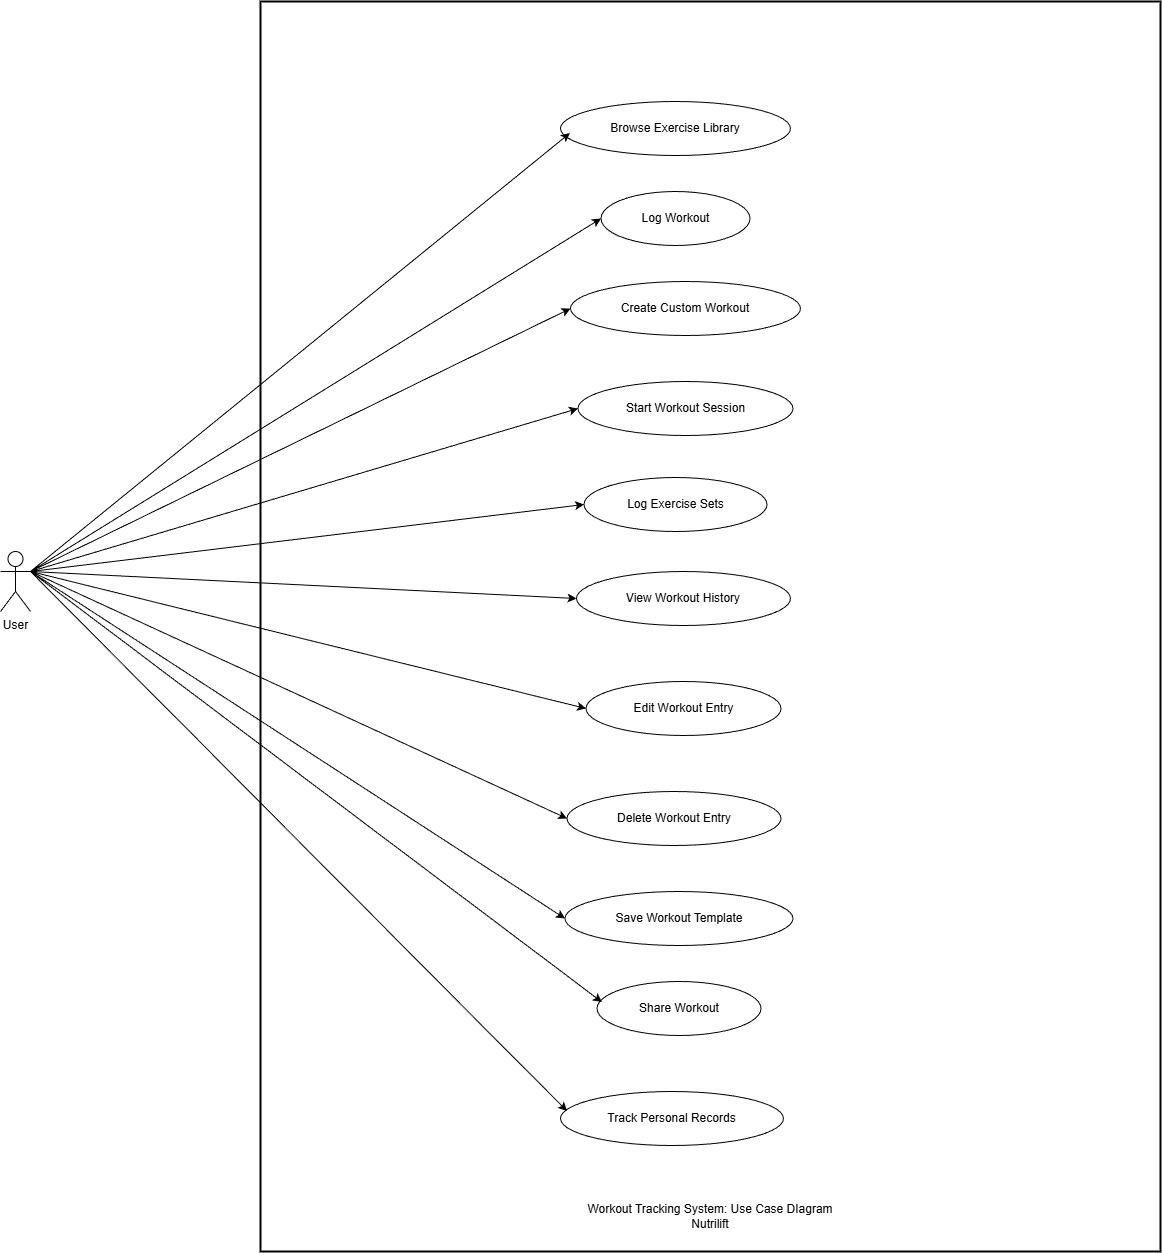 Browse Exercise Library
Log Workout
Create Custom Workout
Start Workout Session
Log Exercise Sets
User
View Workout History
Edit Workout Entry
Delete Workout Entry
Save Workout Template
Share Workout
Track Personal Records
Workout Tracking System: Use Case DIagram
Nutrilift